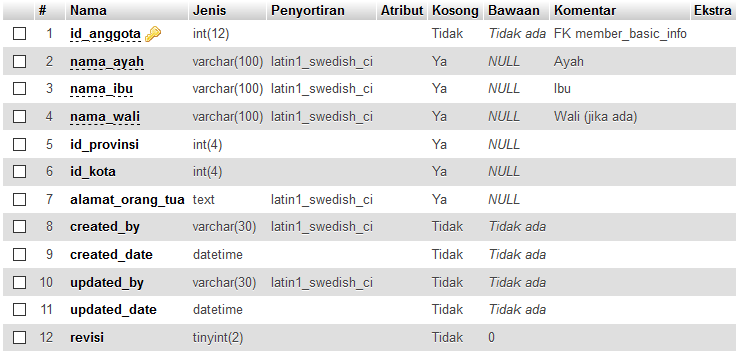 # Nama Jenis Penyortiran Atribut Kosong Bawaan Komentar Ekstra
1 id_anggota int(12) Tidak Tidak ada FK member_basic_info
2 nama_ayah varchar(100) latin1_swedish_ci Ya NULL Ayah
3 nama_ibu varchar(100) latin1_swedish_ci Ya NULL Ibu
4 nama_wali varchar(100) latin1_swedish_ci Ya NULL Wali (jika ada)
5 id_provinsi int(4) Ya NULL
6 id_kota int(4) Ya NULL
7 alamat_orang_tua text latin1_swedish_ci Ya NULL
8 created_by varchar(30) latin1_swedish_ci Tidak Tidak ada
9 created_date datetime Tidak Tidak ada
10 updated_by varchar(30) latin1_swedish_ci Tidak Tidak ada
11 updated_date datetime Tidak Tidak ada
12 revisi tinyint(2) Tidak 0